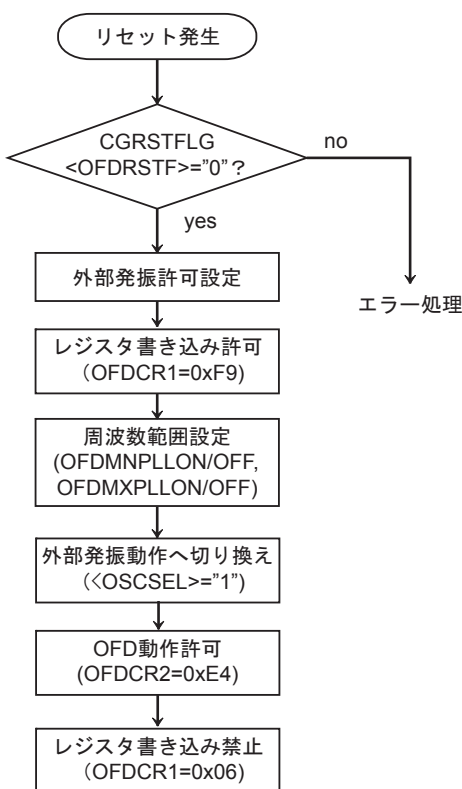 リセット発生
CGRSTFLG
<OFDRSTF>=”0”？
no
yes
外部発振許可設定
エラー処理
レジスタ書き込み許可
（OFDCR1=0xF9）
周波数範囲設定
(OFDMNPLLON/OFF,
OFDMXPLLON/OFF)
外部発振動作へ切り換え
（<OSCSEL>=”1”）
OFD動作許可
(OFDCR2=0xE4)
レジスタ書き込み禁止
（OFDCR1=0x06)